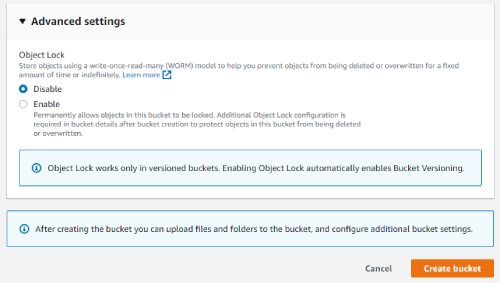 Advanced settings
Object Lock
Store objects using a write-once-read-many (WORM) model to help you prevent objects from being deleted or overwritten for a fixed
amount of time or indefinitely. Learn more
Disable
Enable
Permanently allows objects in this bucket to be locked. Additional Object Lock configuration is
required in bucket details after bucket creation to protect objects in this bucket from being deleted
or overwritten.
Object Lock works only in versioned buckets. Enabling Object Lock automatically enables Bucket Versioning.
After creating the bucket you can upload files and folders to the bucket, and configure additional bucket settings.
Cancel Create bucket